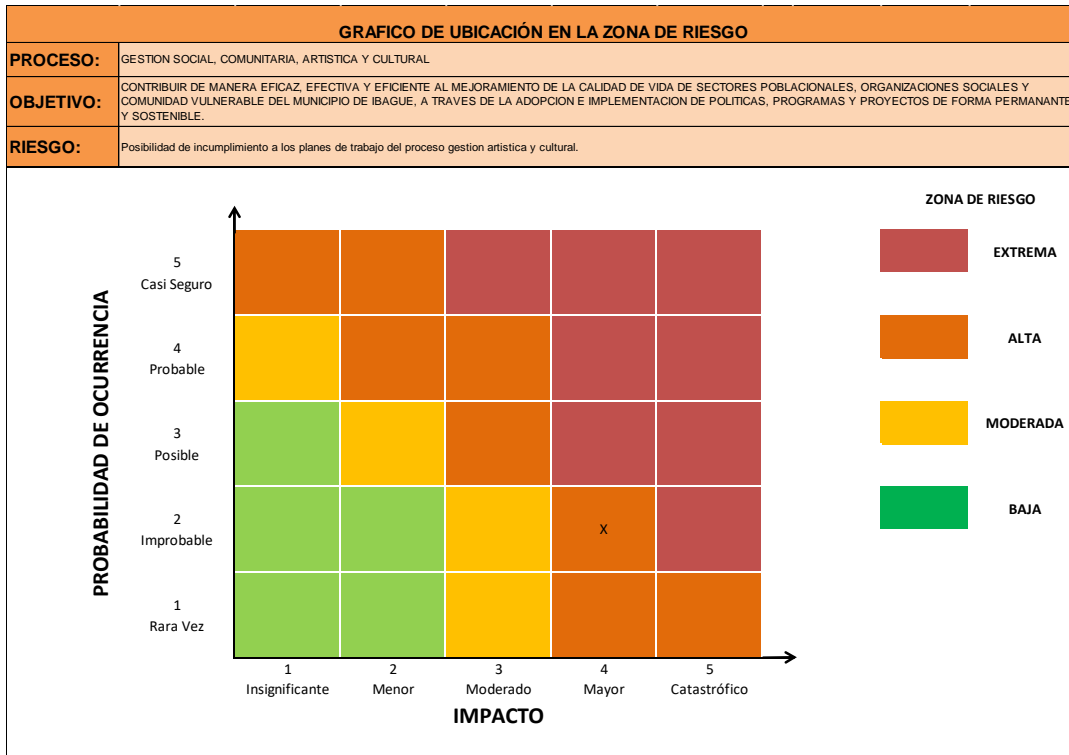 GRAFICO DE UBICACIÓN EN LA ZONA DE RIESGO
PROCESO: GESTION SOCIAL, COMUNITARIA, ARTISTICA Y CULTURAL
OBJETIVO: CONTRIBUIR DE MANERA EFICAZ, EFECTIVA Y EFICIENTE AL MEJORAMIENTO DE LA CALIDAD DE VIDA DE SECTORES POBLACIONALES, ORGANIZACIONES SOCIALES Y
COMUNIDAD VULNERABLE DEL MUNICIPIO DE IBAGUE, A TRAVES DE LA ADOPCION E IMPLEMENTACION DE POLITICAS, PROGRAMAS Y PROYECTOS DE FORMA PERMANANTE
Y SOSTENIBLE.
RIESGO: Posibilidad de incumplimiento a los planes de trabajo del proceso gestion artistica y cultural.
ZONA DE RIESGO
EXTREMA
ALTA
MODERADA
BAJA
PROBABILIDAD DE OCURRENCIA
5
Casi Seguro
4
Probable
3
Posible
2
Improbable
X
1
Rara Vez
1 2 3 4 5
Insignificante Menor Moderado Mayor Catastrófico
IMPACTO